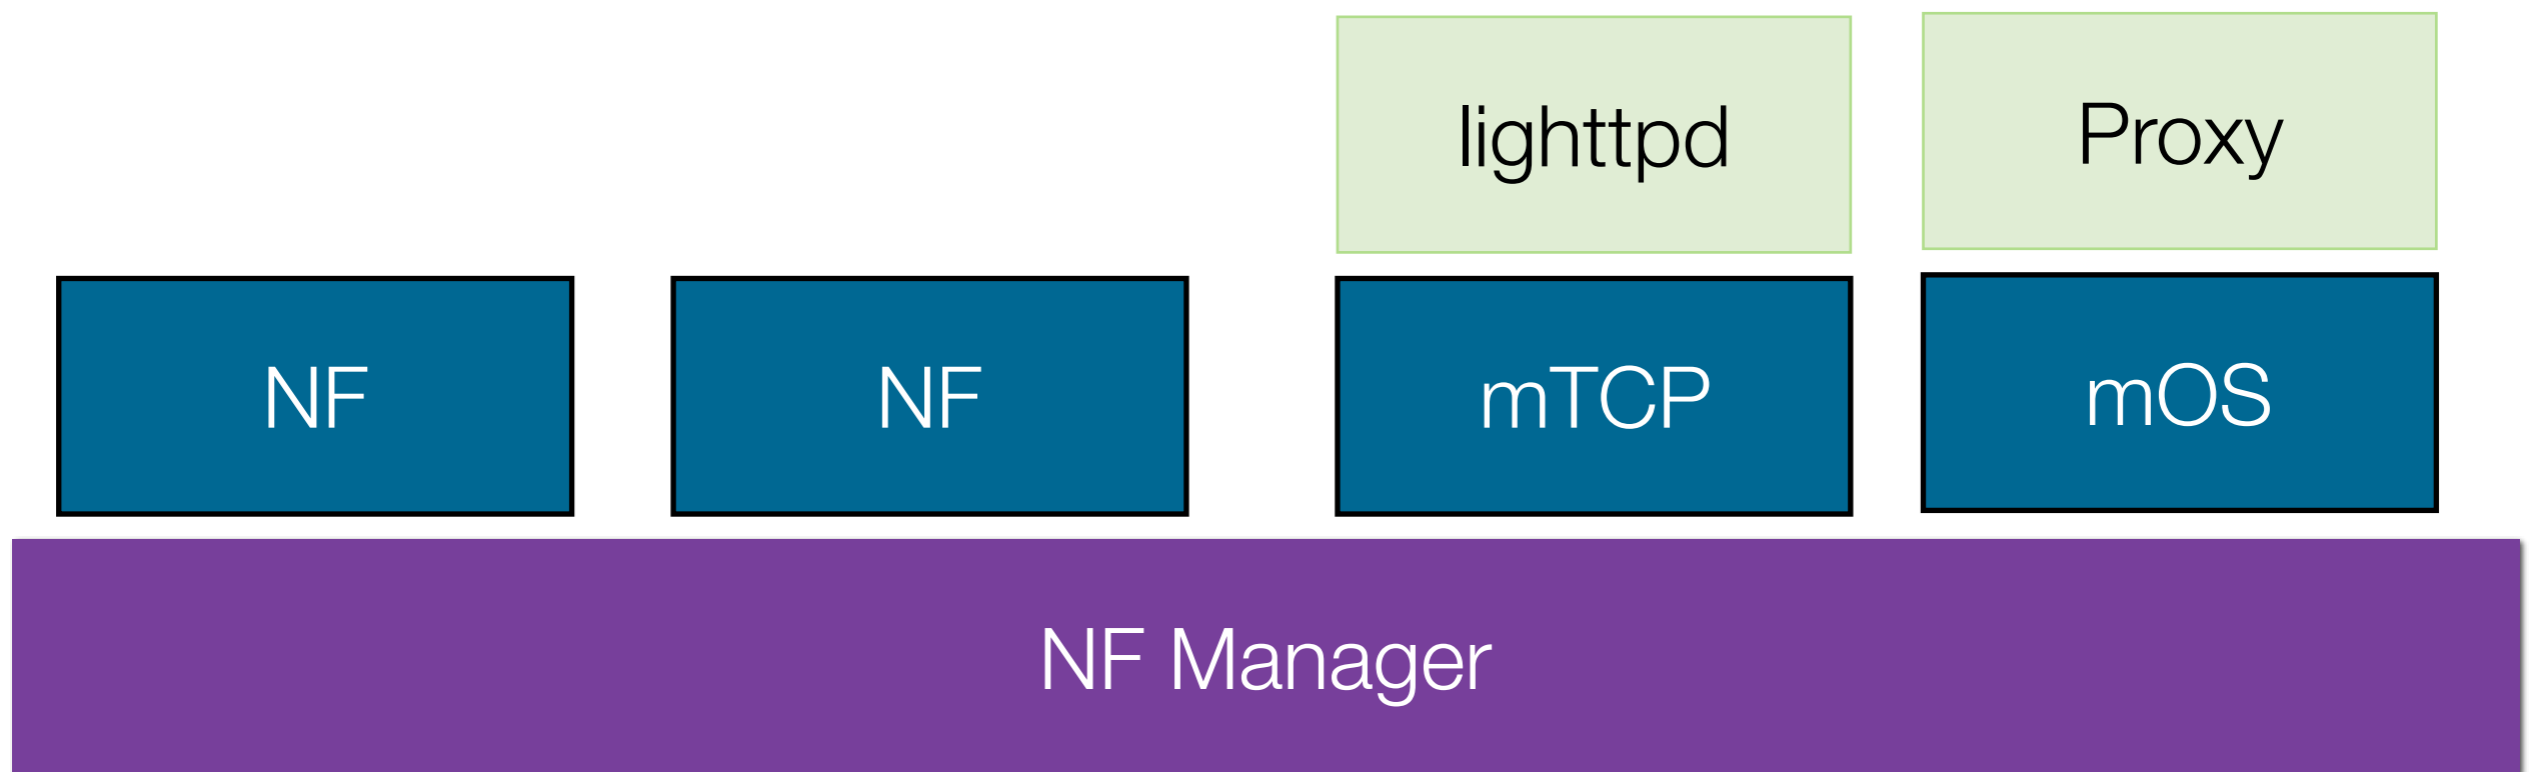 lighttpd
Proxy
NF
NF
mTCP
mOS
NF Manager